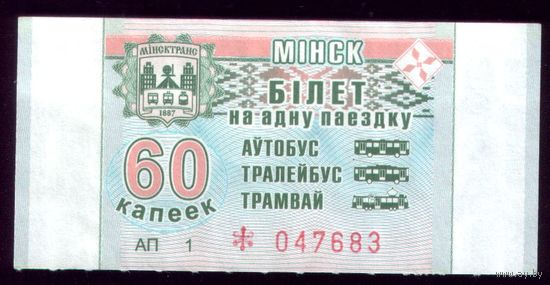 МІНСКТРАНС
1887
МІНСК
БІЛЕТ
на адну паездку
60
капеек
АЎТОБУС
ТРАЛЕЙБУС
ТРАМВАЙ
АП 1
047683